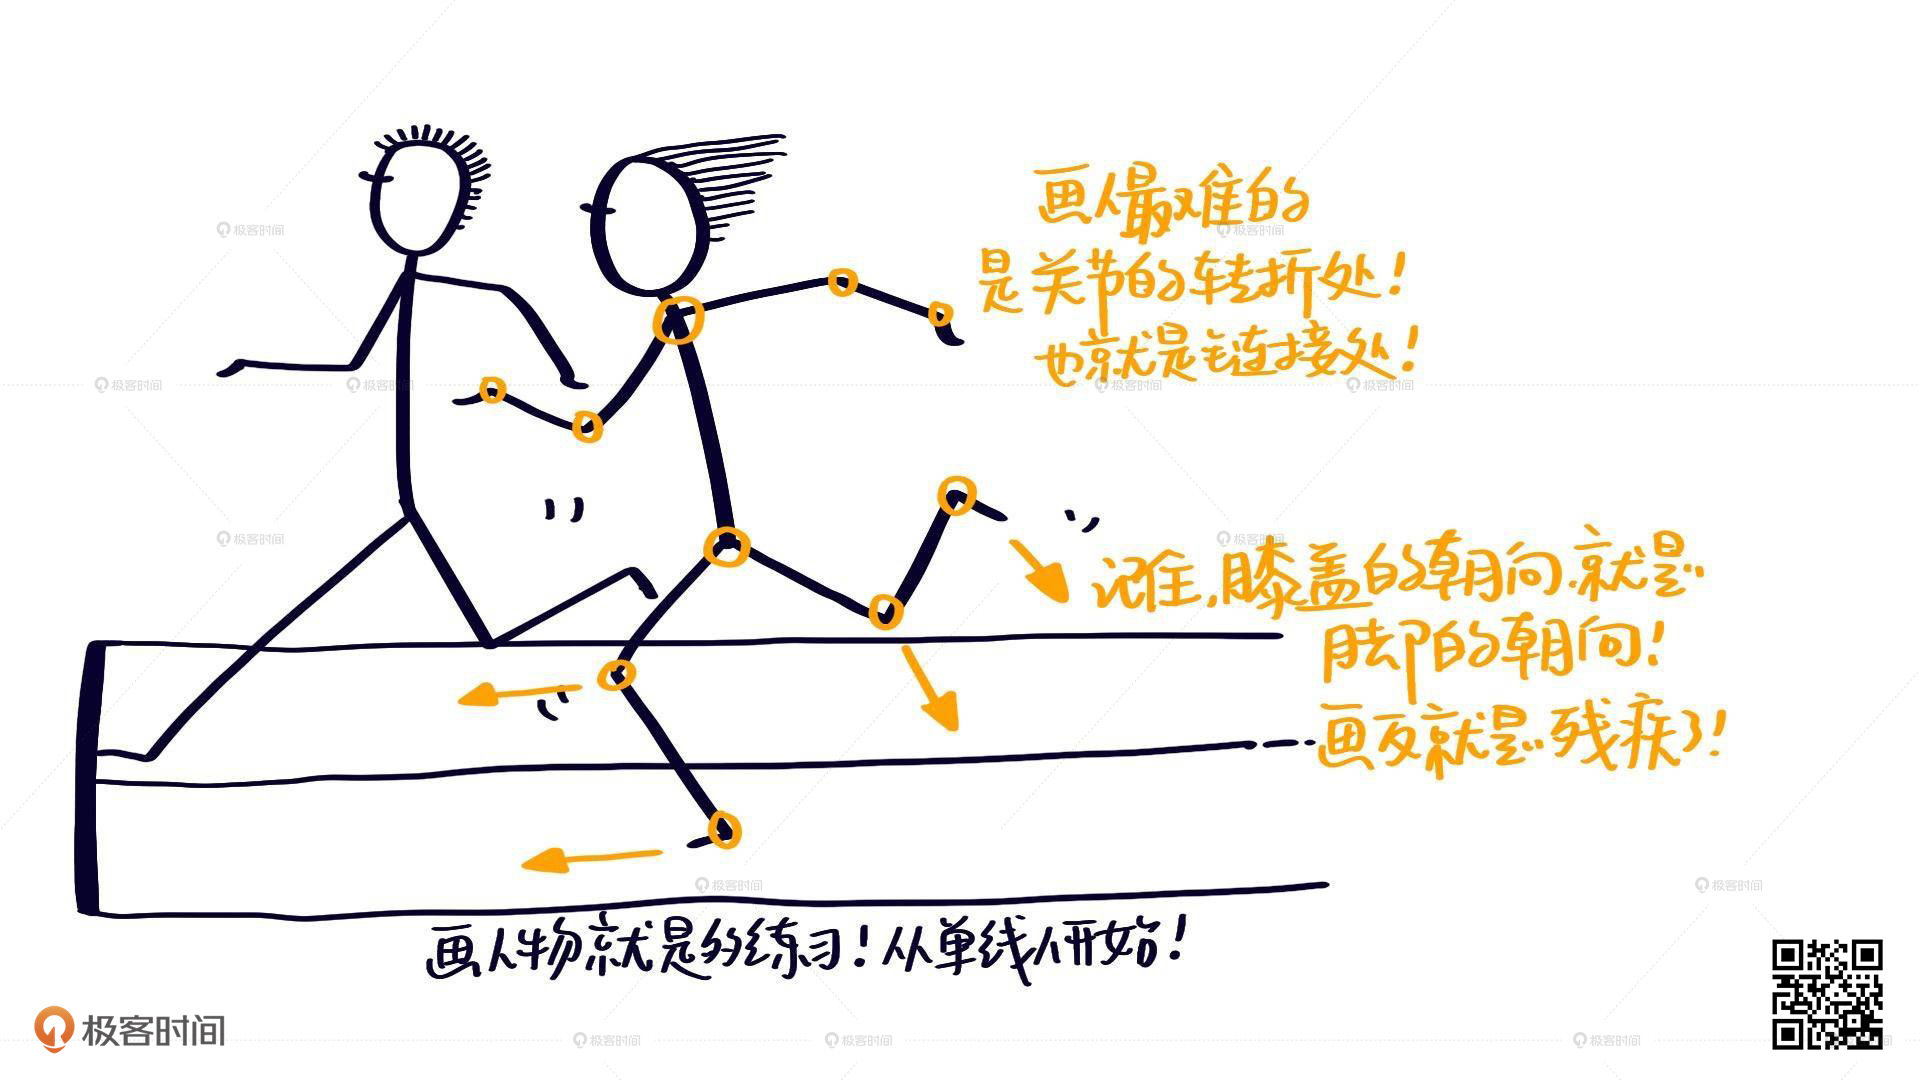 画人最难的
是关节的转折处！
也就是链接处！
记住，膝盖的朝向，就是
脚的朝向！
画反就是残疾了！
画人物就是多练习！从单线人开始！
极客时间